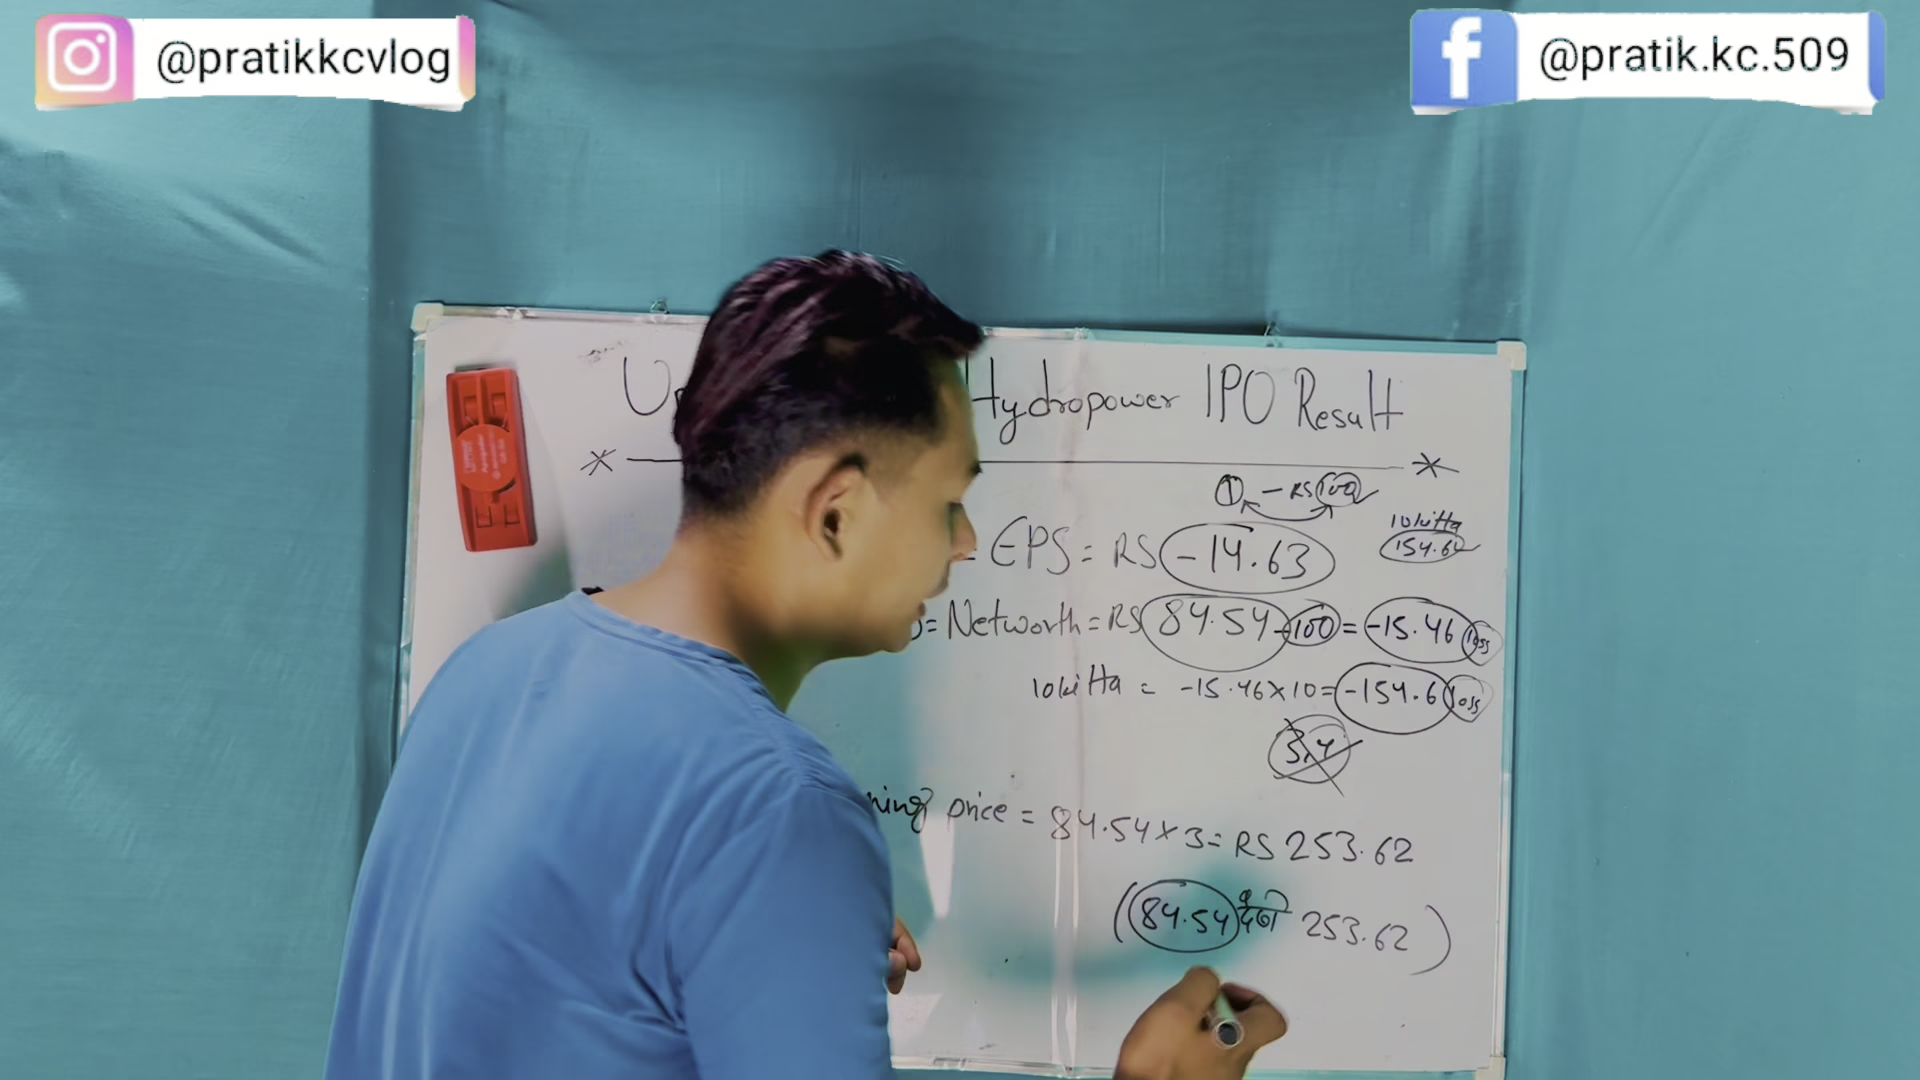 @pratikkcvlog
@pratik.kc.509
Hydropower IPO Result
① - RS 100
10kitta
154.6
= EPS = RS -14.63
= Networth = RS 84.54 - 100 = -15.46 loss
10kitta = -15.46 × 10 = -154.6 loss
3.4
ning price = 84.54 × 3 = RS 253.62
(84.54 देखी 253.62)